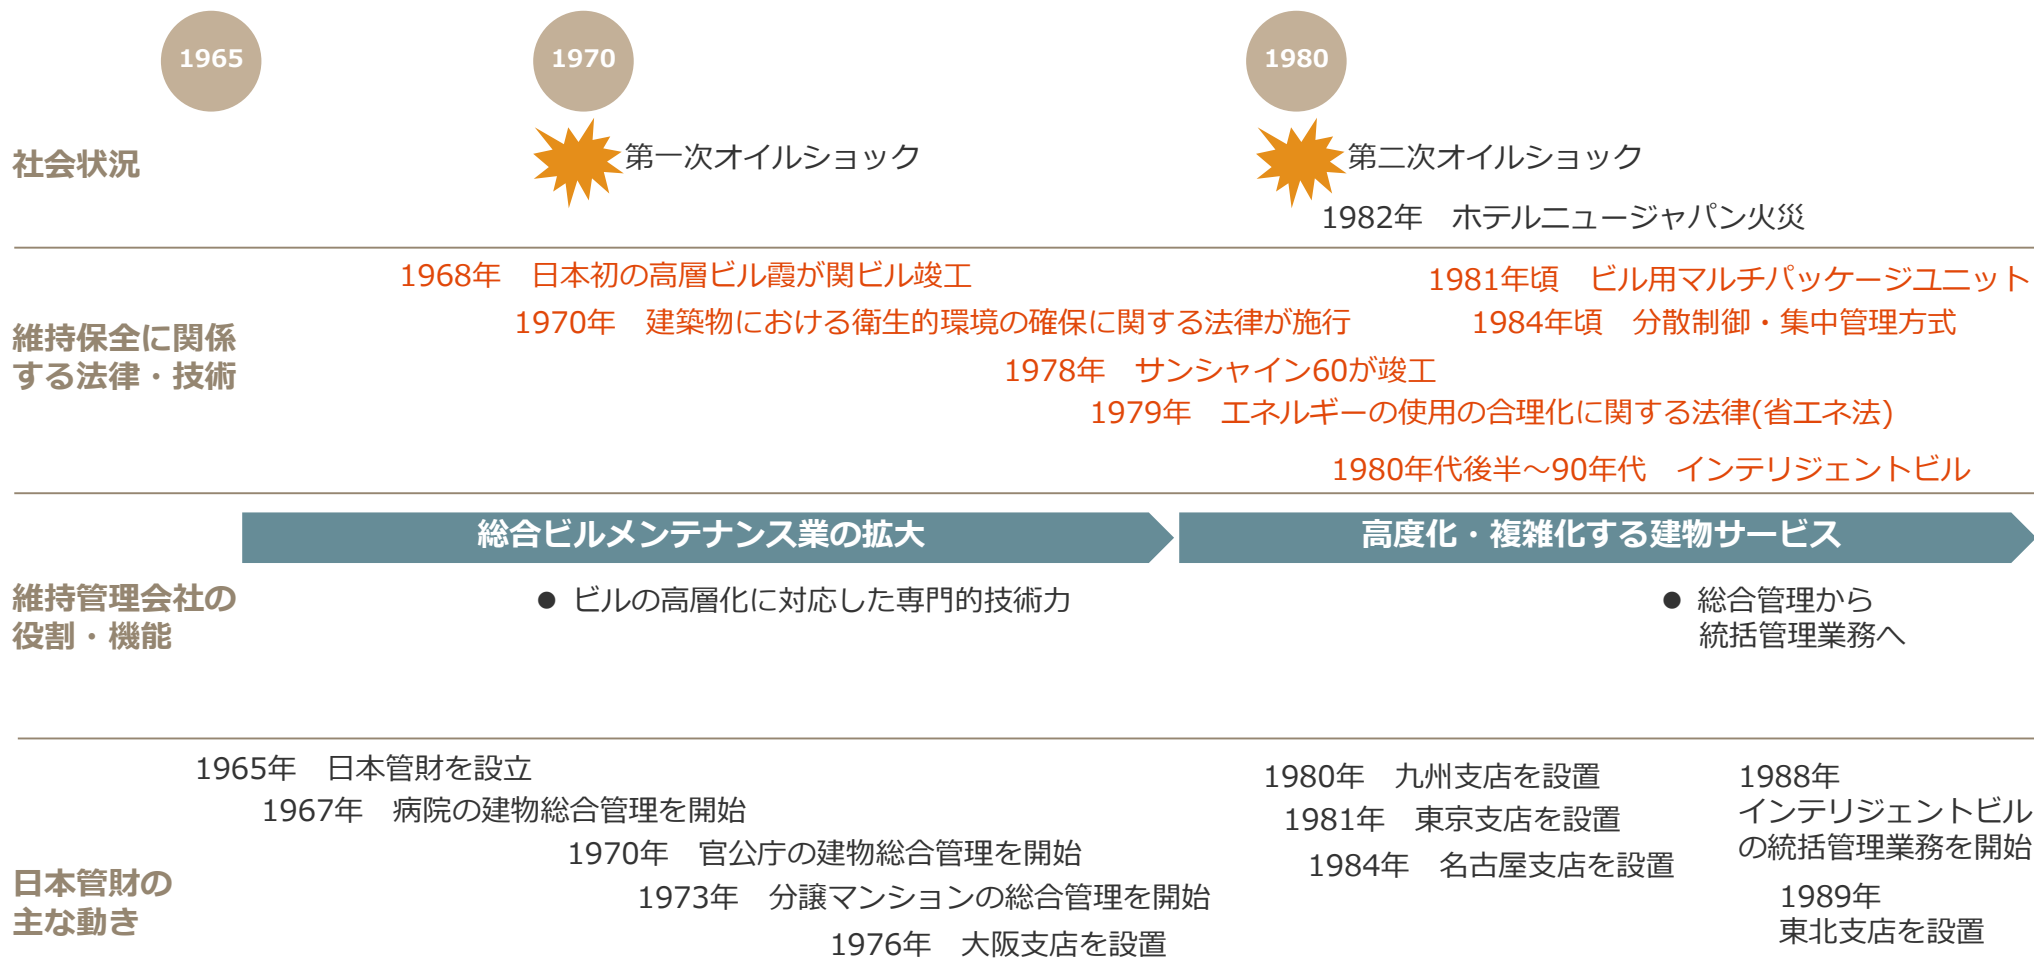 1965
1970
1980
社会状況
第一次オイルショック
第二次オイルショック
1982年　ホテルニュージャパン火災
維持保全に関係
する法律・技術
1968年　日本初の高層ビル霞が関ビル竣工
1981年頃　ビル用マルチパッケージユニット
1970年　建築物における衛生的環境の確保に関する法律が施行
1984年頃　分散制御・集中管理方式
1978年　サンシャイン60が竣工
1979年　エネルギーの使用の合理化に関する法律(省エネ法)
1980年代後半～90年代　インテリジェントビル
総合ビルメンテナンス業の拡大
高度化・複雑化する建物サービス
維持管理会社の
役割・機能
● ビルの高層化に対応した専門的技術力
● 総合管理から
統括管理業務へ
日本管財の
主な動き
1965年　日本管財を設立
1967年　病院の建物総合管理を開始
1970年　官公庁の建物総合管理を開始
1973年　分譲マンションの総合管理を開始
1976年　大阪支店を設置
1980年　九州支店を設置
1981年　東京支店を設置
1984年　名古屋支店を設置
1988年
インテリジェントビル
の統括管理業務を開始
1989年
東北支店を設置